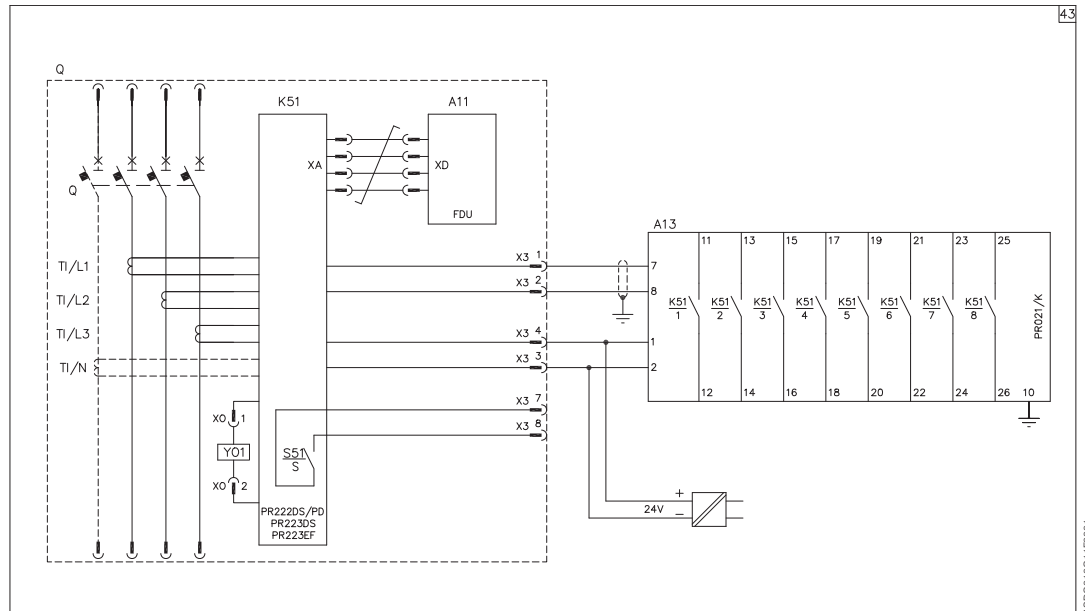 43
Q
K51
A11
XA
XD
FDU
Q
A13
11 13 15 17 19 21 23 25
TI/L1
X3 1
7
TI/L2
X3 2
8
K51 1
K51 2
K51 3
K51 4
K51 5
K51 6
K51 7
K51 8
PR021/K
TI/L3
X3 4
1
TI/N
X3 3
2
12 14 16 18 20 22 24 26 10
X3 7
X3 8
XO 1
YO1
XO 2
S51 S
PR222DS/PD
PR223DS
PR223EF
24V
+
−